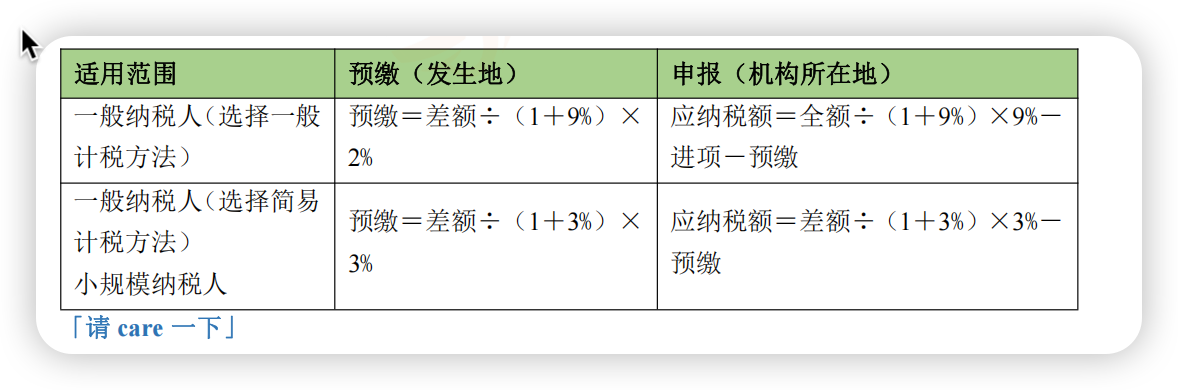 适用范围
预缴（发生地）
申报（机构所在地）
一般纳税人（选择一般
计税方法）
预缴＝差额÷（1＋9%）×
2%
应纳税额＝全额÷（1＋9%）×9%－
进项－预缴
一般纳税人（选择简易
计税方法）
小规模纳税人
预缴＝差额÷（1＋3%）×
3%
应纳税额＝差额÷（1＋3%）×3%－
预缴
「请 care 一下」